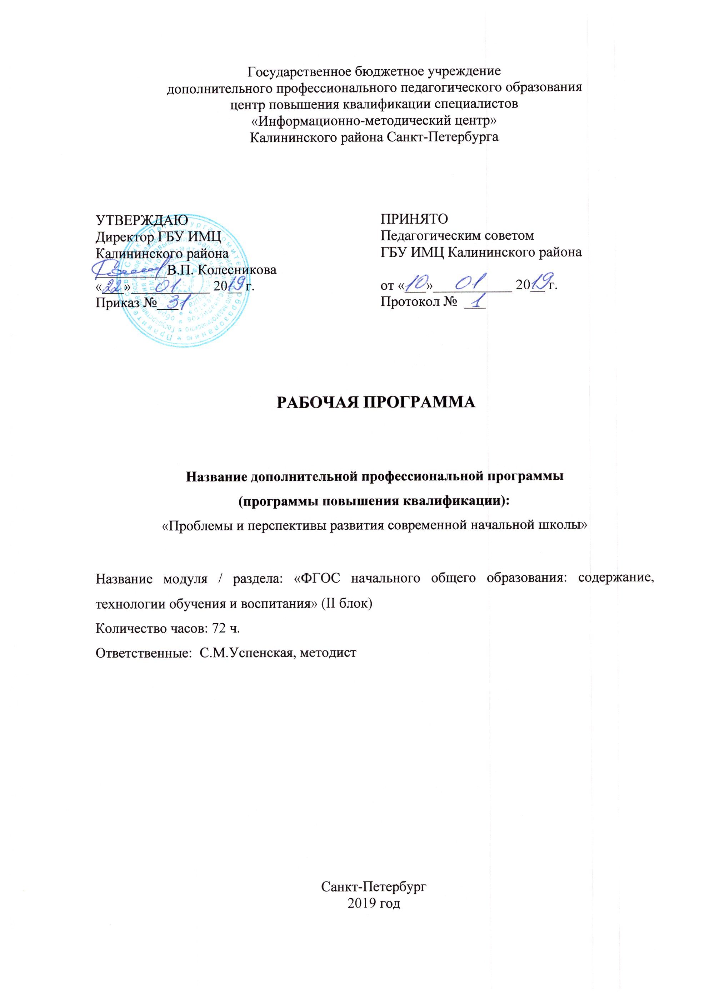 Государственное бюджетное учреждение
дополнительного профессионального педагогического образования
центр повышения квалификации специалистов
«Информационно-методический центр»
Калининского района Санкт-Петербурга
УТВЕРЖДАЮ
Директор ГБУ ИМЦ
Калининского района
__________В.П. Колесникова
«22» 01 2019 г.
Приказ № 31
ПРИНЯТО
Педагогическим советом
ГБУ ИМЦ Калининского района
от «10» 01 2019 г.
Протокол № 1
РАБОЧАЯ ПРОГРАММА
Название дополнительной профессиональной программы
(программы повышения квалификации):
«Проблемы и перспективы развития современной начальной школы»
Название модуля / раздела: «ФГОС начального общего образования: содержание,
технологии обучения и воспитания» (II блок)
Количество часов: 72 ч.
Ответственные: С.М.Успенская, методист
Санкт-Петербург
2019 год